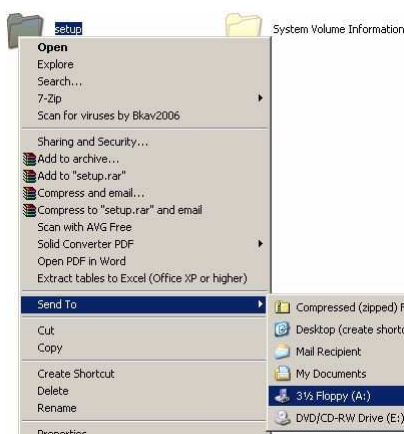 setup
System Volume Information
Open
Explore
Search...
7-Zip
Scan for viruses by Bkav2006
Sharing and Security...
Add to archive...
Add to "setup.rar"
Compress and email...
Compress to "setup.rar" and email
Scan with AVG Free
Solid Converter PDF
Open PDF in Word
Extract tables to Excel (Office XP or higher)
Send To
Cut
Copy
Create Shortcut
Delete
Rename
Properties
Compressed (zipped) F
Desktop (create shortc
Mail Recipient
My Documents
3½ Floppy (A:)
DVD/CD-RW Drive (E:)